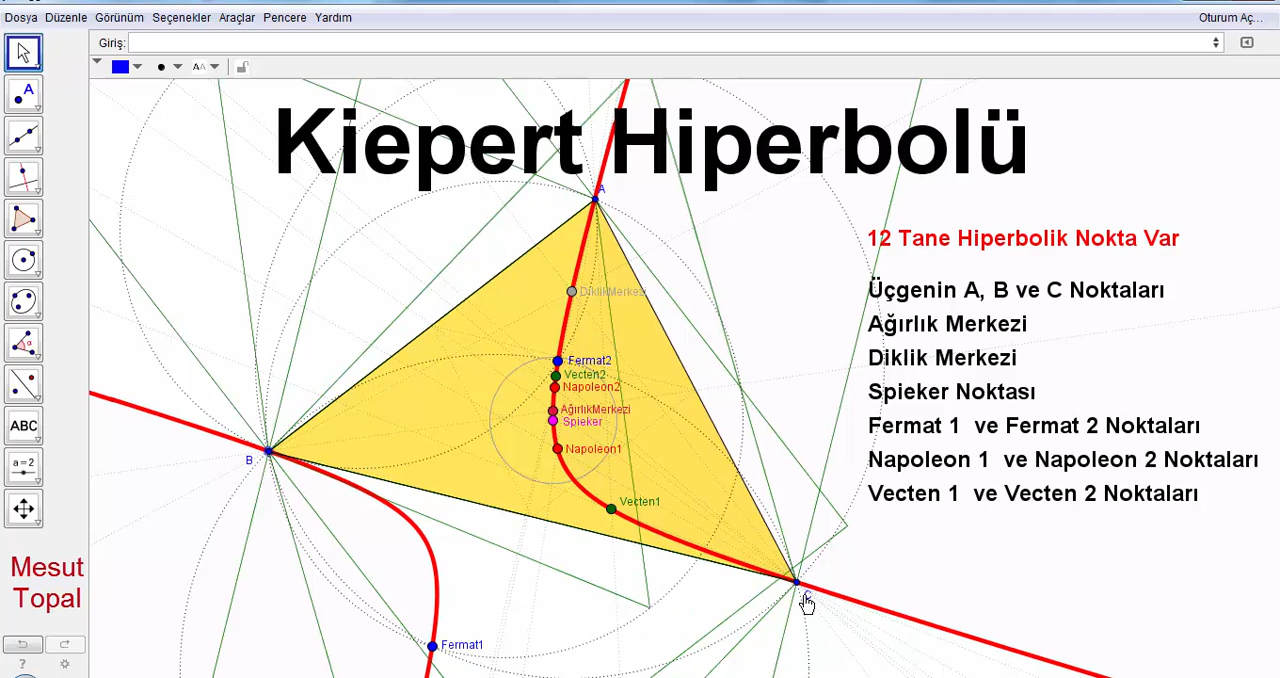 Dosya Düzenle Görünüm Seçenekler Araçlar Pencere Yardım
Oturum Aç...
Giriş:
AA
A
ABC
a=2
Mesut
Topal
?
Kiepert Hiperbolü
A
DiklikMerkezi
Fermat2
Vecten2
Napoleon2
AğırlıkMerkezi
Spieker
Napoleon1
B
Vecten1
C
Fermat1
12 Tane Hiperbolik Nokta Var
Üçgenin A, B ve C Noktaları
Ağırlık Merkezi
Diklik Merkezi
Spieker Noktası
Fermat 1 ve Fermat 2 Noktaları
Napoleon 1 ve Napoleon 2 Noktaları
Vecten 1 ve Vecten 2 Noktaları